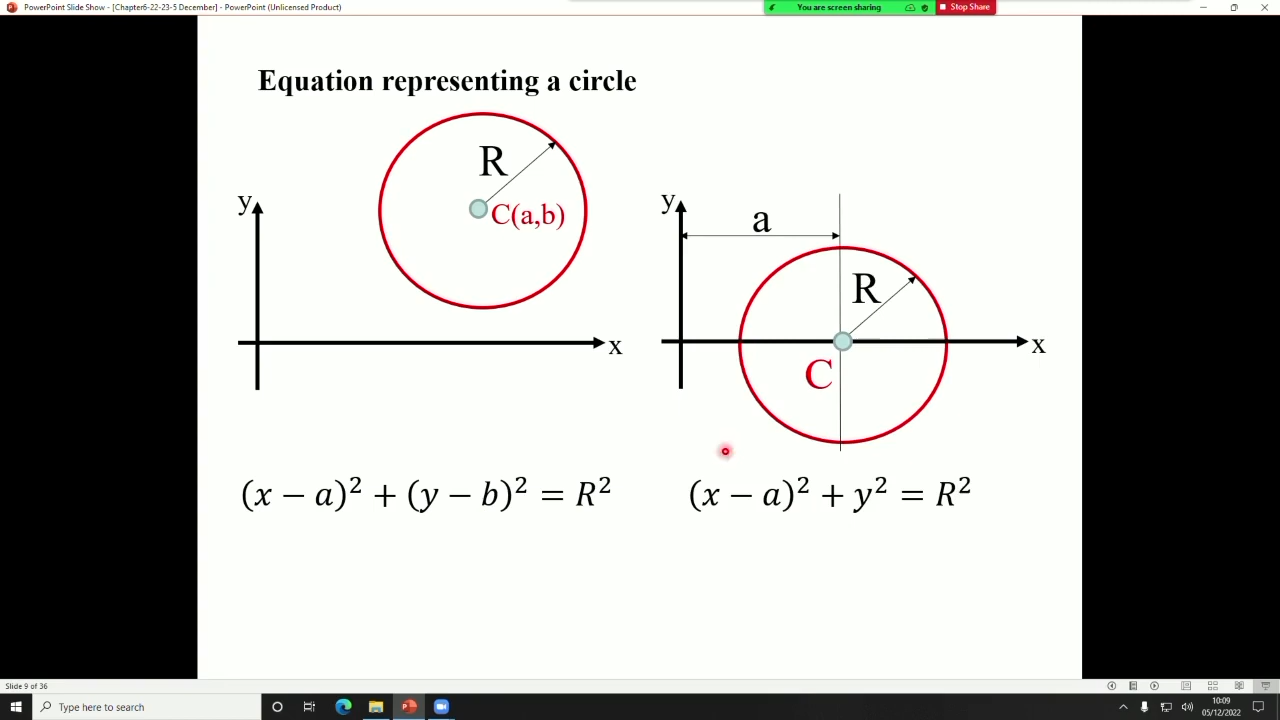 PowerPoint Slide Show - [Chapter6-22-23-5 December] - PowerPoint (Unlicensed Product)
You are screen sharing
Stop Share
Equation representing a circle
R
C(a,b)
y
x
y
a
R
C
x
(x − a)² + (y − b)² = R²
(x − a)² + y² = R²
Slide 9 of 36
Type here to search
10:09
05/12/2022